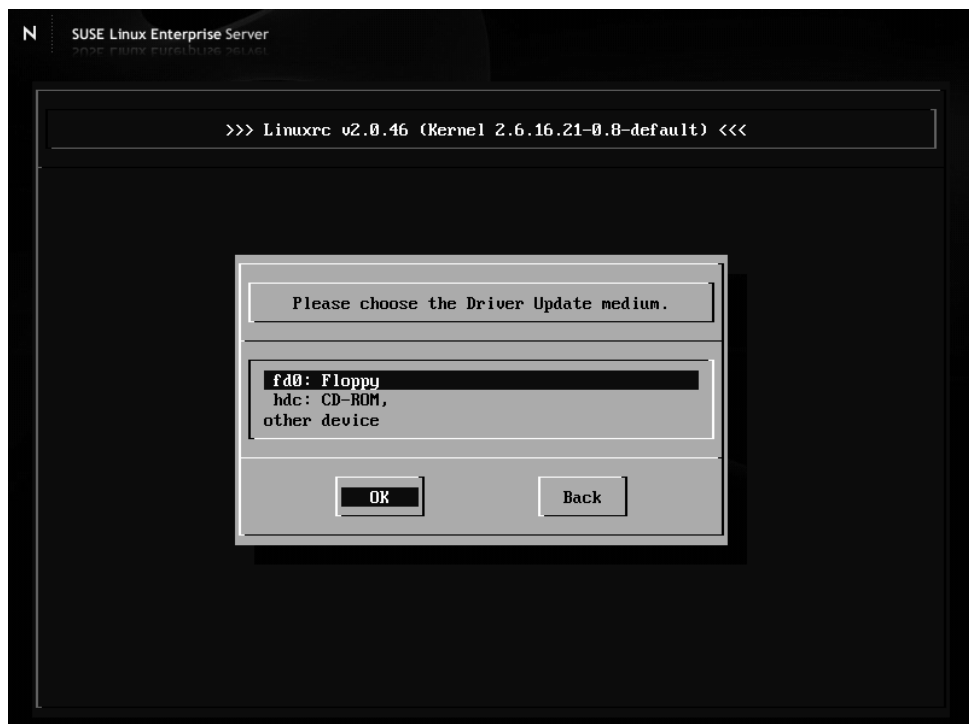 N SUSE Linux Enterprise Server
>>> Linuxrc v2.0.46 (Kernel 2.6.16.21-0.8-default) <<<
Please choose the Driver Update medium.
fd0: Floppy
hdc: CD-ROM,
other device
OK Back